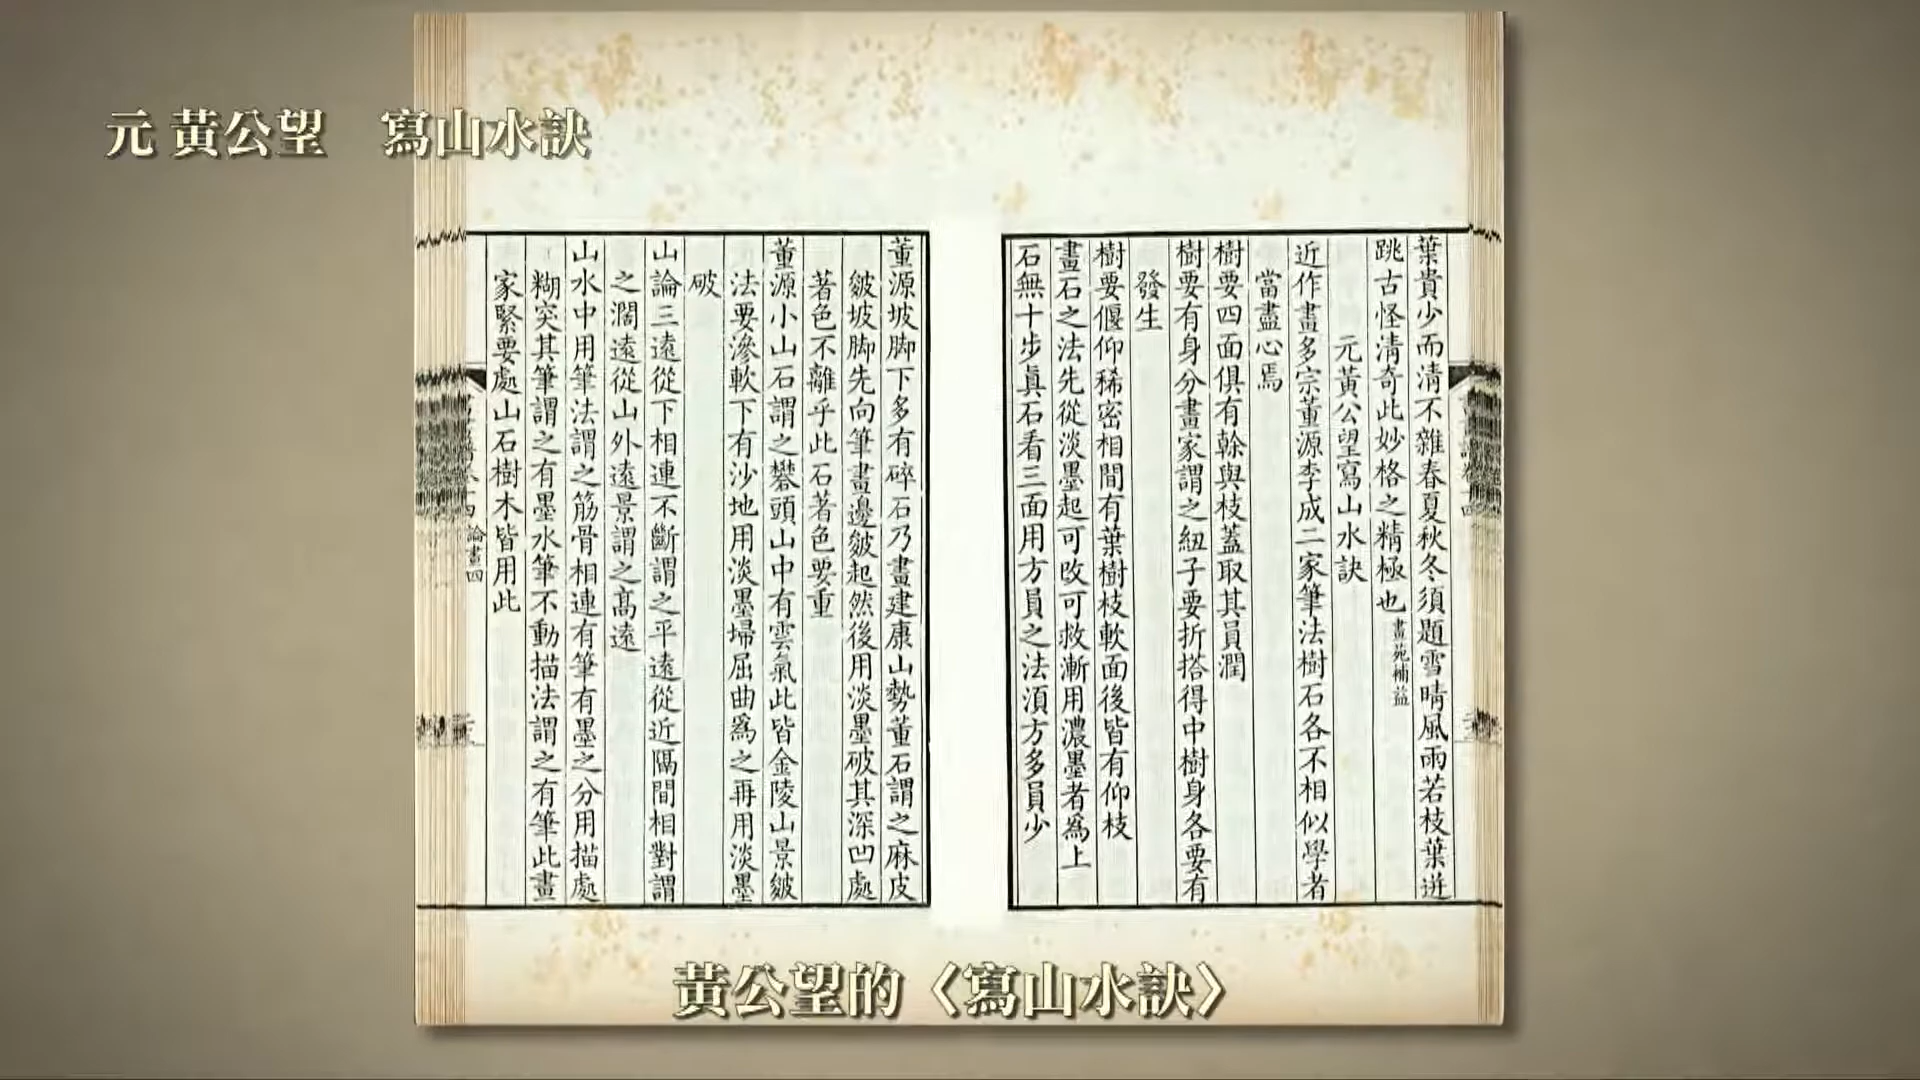 元 黃公望 寫山水訣
葉貴少而清不雜春夏秋冬須題雪晴風雨若枝葉迸
跳古怪清奇此妙格之精極也畫苑補益
元黃公望寫山水訣
近作畫多宗董源李成二家筆法樹石各不相似學者
當盡心焉
樹要四面俱有榦與枝蓋取其員潤
樹要有身分畫家謂之紐子要折搭得中樹身各要有
發生
樹要偃仰稀密相間有葉樹枝軟面後皆有仰枝
畫石之法先從淡墨起可改可救漸用濃墨者爲上
石無十步眞石看三面用方員之法湏方多員少
董源坡脚下多有碎石乃畫建康山勢董石謂之麻皮
皴坡脚先向筆畫邊皴起然後用淡墨破其深凹處
著色不離乎此石著色要重
董源小山石謂之礬頭山中有雲氣此皆金陵山景皴
法要滲軟下有沙地用淡墨埽屈曲爲之再用淡墨
破
山論三遠從下相連不斷謂之平遠從近隔間相對謂
之濶遠從山外遠景謂之高遠
山水中用筆法謂之筋骨相連有筆有墨之分用描處
糊突其筆謂之有墨水筆不動描法謂之有筆此畫
家緊要處山石樹木皆用此
論畫四
黃公望的〈寫山水訣〉